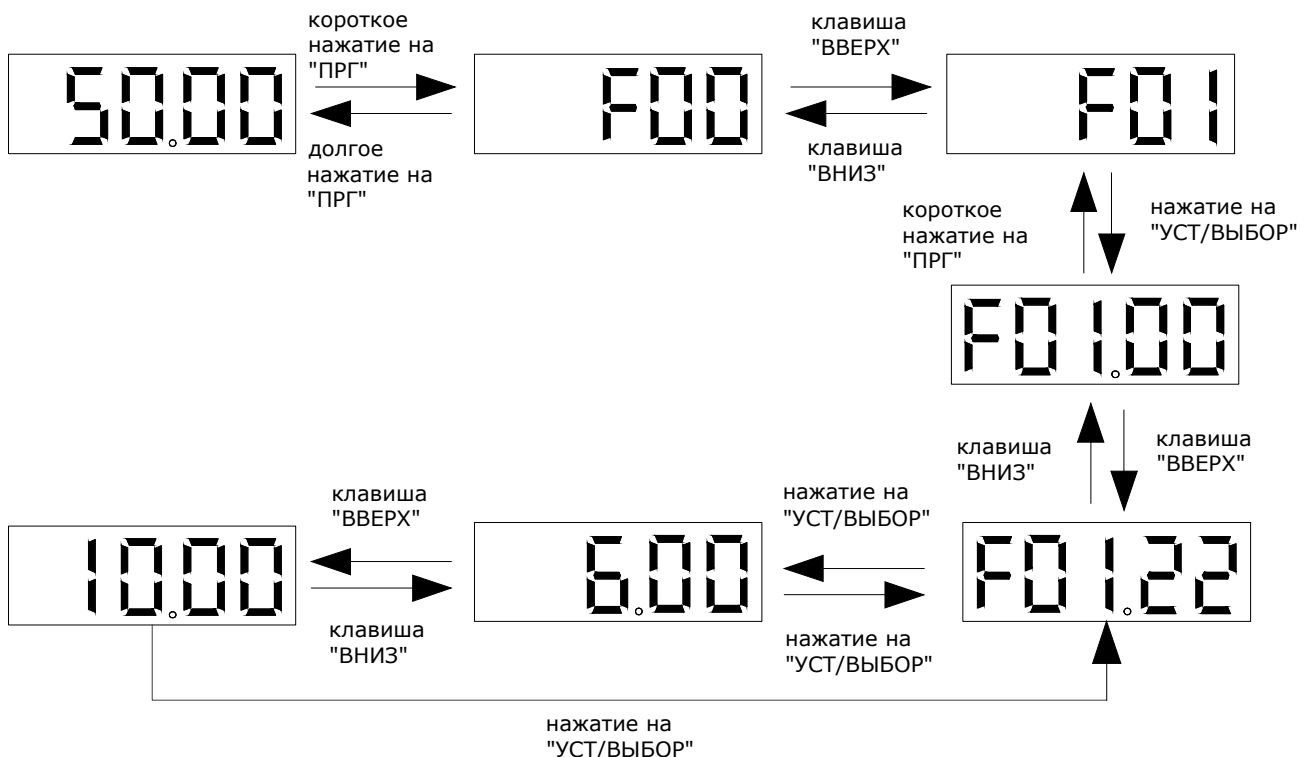 короткое
нажатие на
"ПРГ"
50.00
долгое
нажатие на
"ПРГ"
F00
клавиша
"ВВЕРХ"
клавиша
"ВНИЗ"
F01
короткое
нажатие на
"ПРГ"
нажатие на
"УСТ/ВЫБОР"
F01.00
клавиша
"ВНИЗ"
клавиша
"ВВЕРХ"
10.00
клавиша
"ВВЕРХ"
клавиша
"ВНИЗ"
6.00
нажатие на
"УСТ/ВЫБОР"
нажатие на
"УСТ/ВЫБОР"
F01.22
нажатие на
"УСТ/ВЫБОР"